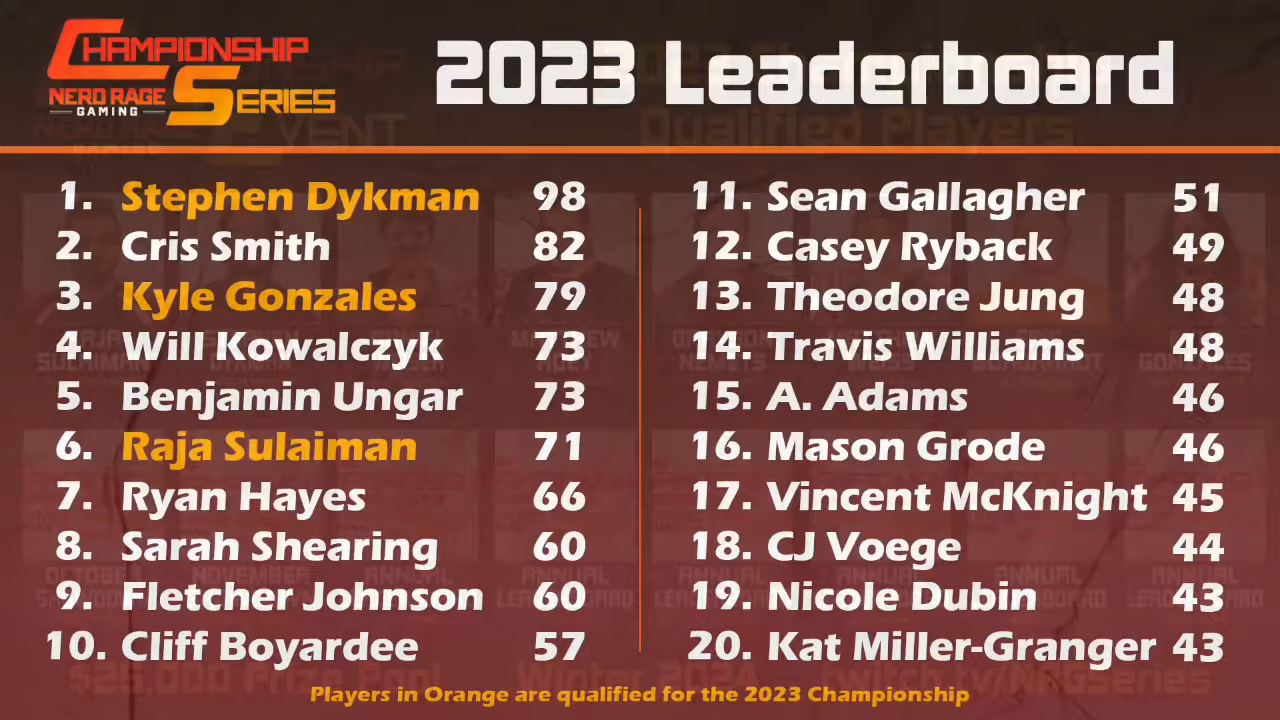 CHAMPIONSHIP
NERD RAGE SERIES
GAMING
2023 Leaderboard
1. Stephen Dykman 98
2. Cris Smith 82
3. Kyle Gonzales 79
4. Will Kowalczyk 73
5. Benjamin Ungar 73
6. Raja Sulaiman 71
7. Ryan Hayes 66
8. Sarah Shearing 60
9. Fletcher Johnson 60
10. Cliff Boyardee 57
11. Sean Gallagher 51
12. Casey Ryback 49
13. Theodore Jung 48
14. Travis Williams 48
15. A. Adams 46
16. Mason Grode 46
17. Vincent McKnight 45
18. CJ Voege 44
19. Nicole Dubin 43
20. Kat Miller-Granger 43
Players in Orange are qualified for the 2023 Championship